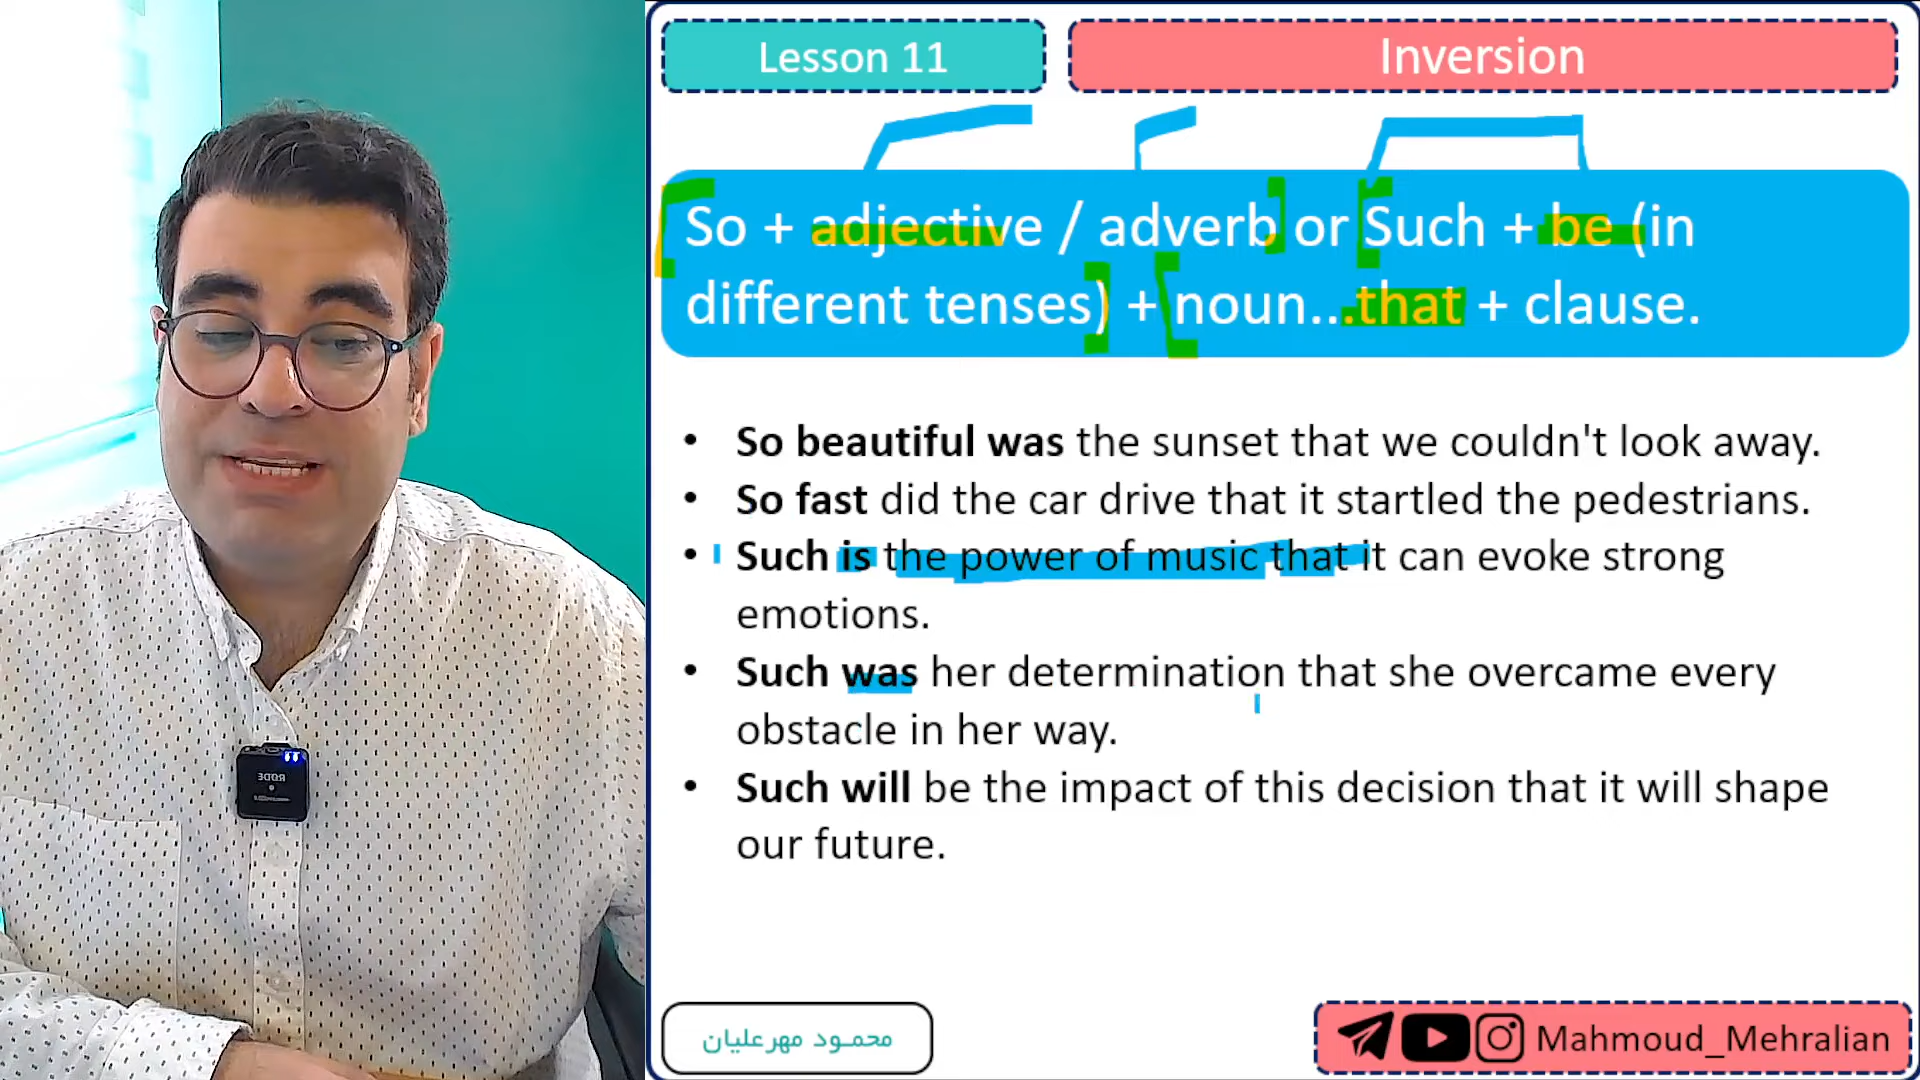 Lesson 11
Inversion
So + adjective / adverb or Such + be (in
different tenses) + noun...that + clause.
• So beautiful was the sunset that we couldn't look away.
• So fast did the car drive that it startled the pedestrians.
• Such is the power of music that it can evoke strong
emotions.
• Such was her determination that she overcame every
obstacle in her way.
• Such will be the impact of this decision that it will shape
our future.
RØDE
محمود مهرعلیان
Mahmoud_Mehralian